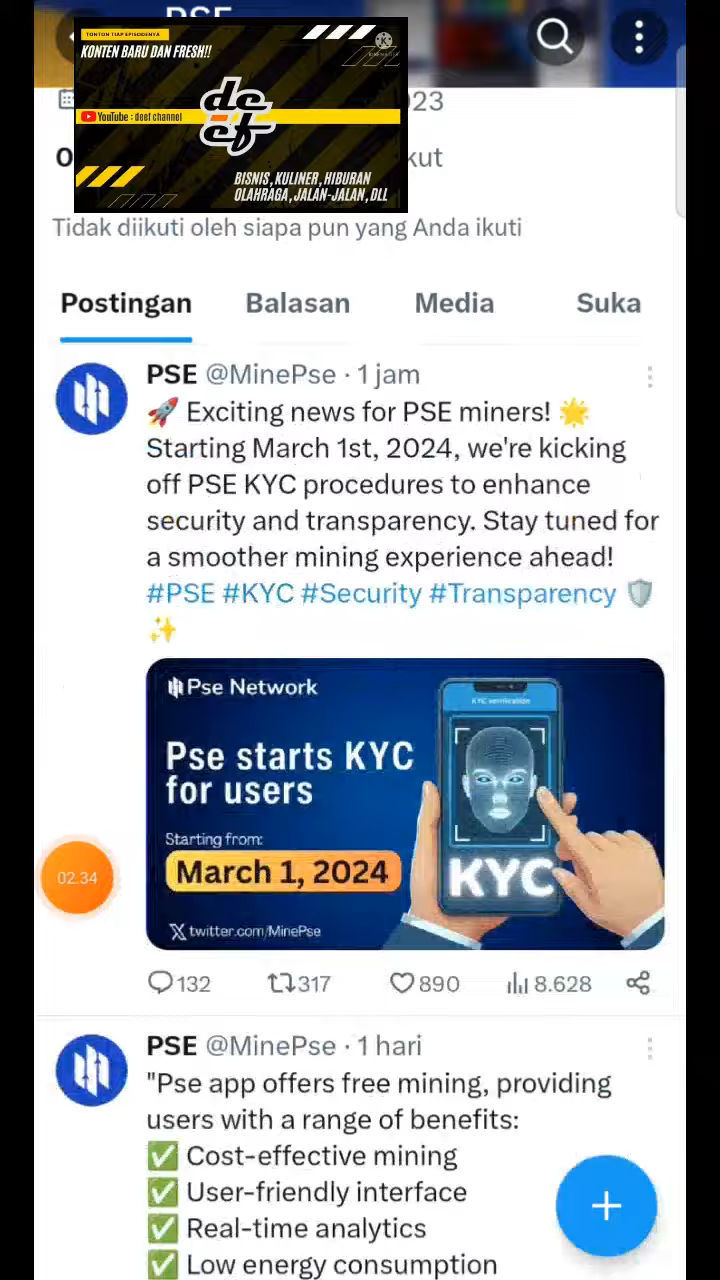 PSE
TONTON TIAP EPISODENYA
KONTEN BARU DAN FRESH!!
YouTube : deef channel
de
ef
BISNIS, KULINER, HIBURAN
OLAHRAGA, JALAN-JALAN, DLL
023
0
kut
Tidak diikuti oleh siapa pun yang Anda ikuti
Postingan Balasan Media Suka
PSE @MinePse · 1 jam
🚀 Exciting news for PSE miners! 🌟
Starting March 1st, 2024, we're kicking
off PSE KYC procedures to enhance
security and transparency. Stay tuned for
a smoother mining experience ahead!
#PSE #KYC #Security #Transparency 🛡️
✨
Pse Network
KYC verification
Pse starts KYC
for users
Starting from:
March 1, 2024
KYC
twitter.com/MinePse
02.34
132 317 890 8.628
PSE @MinePse · 1 hari
"Pse app offers free mining, providing
users with a range of benefits:
✅ Cost-effective mining
✅ User-friendly interface
✅ Real-time analytics
✅ Low energy consumption